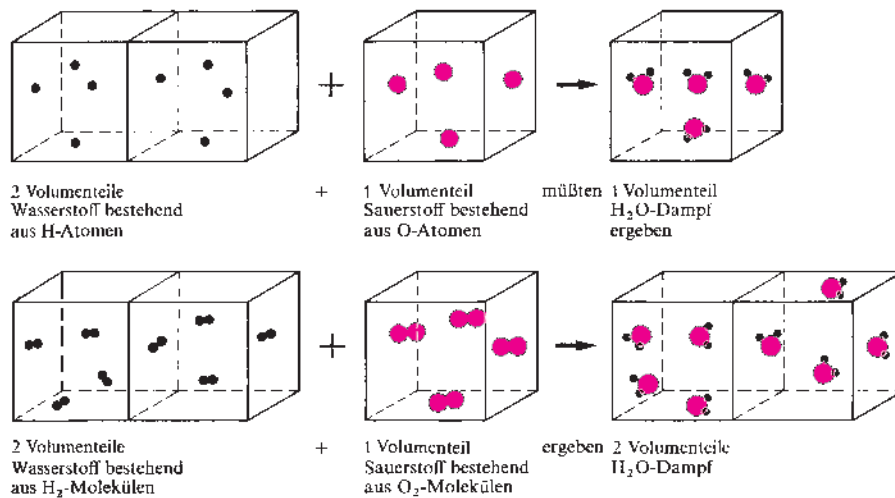 2 Volumenteile + 1 Volumenteil müßten 1 Volumenteil
Wasserstoff bestehend Sauerstoff bestehend H₂O-Dampf
aus H-Atomen aus O-Atomen ergeben
2 Volumenteile + 1 Volumenteil ergeben 2 Volumenteile
Wasserstoff bestehend Sauerstoff bestehend H₂O-Dampf
aus H₂-Molekülen aus O₂-Molekülen